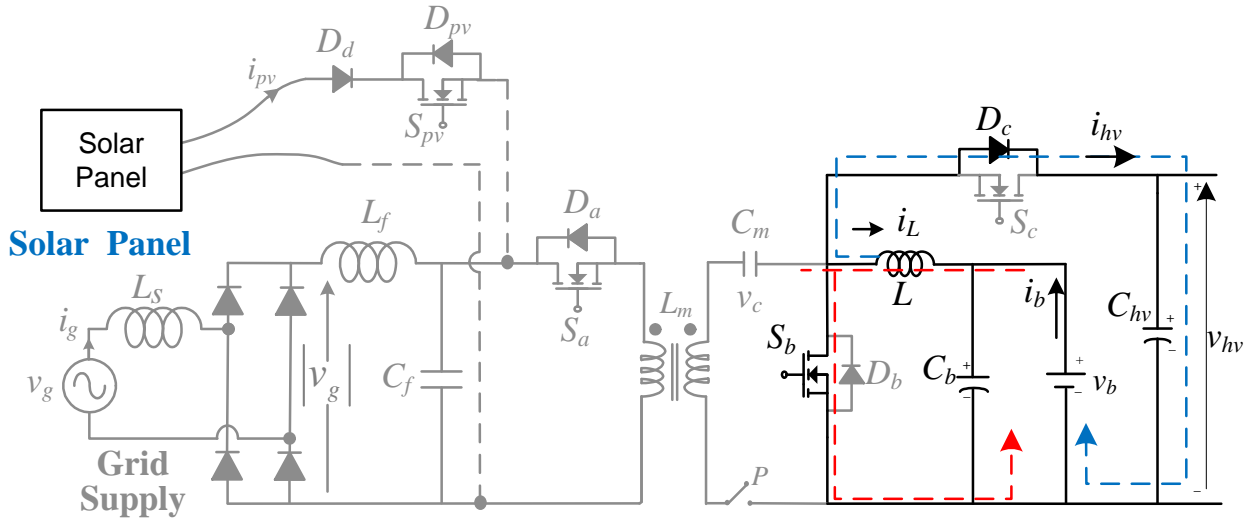 D_pv
D_d
i_pv
S_pv
Solar
Panel
Solar Panel
D_c
i_hv
S_c
D_a
S_a
L_f
C_m
v_c
i_L
L
L_s
i_g
v_g
|v_g|
C_f
L_m
S_b
D_b
C_b
+
−
i_b
+
−
v_b
C_hv
+
−
+
v_hv
−
P
Grid
Supply